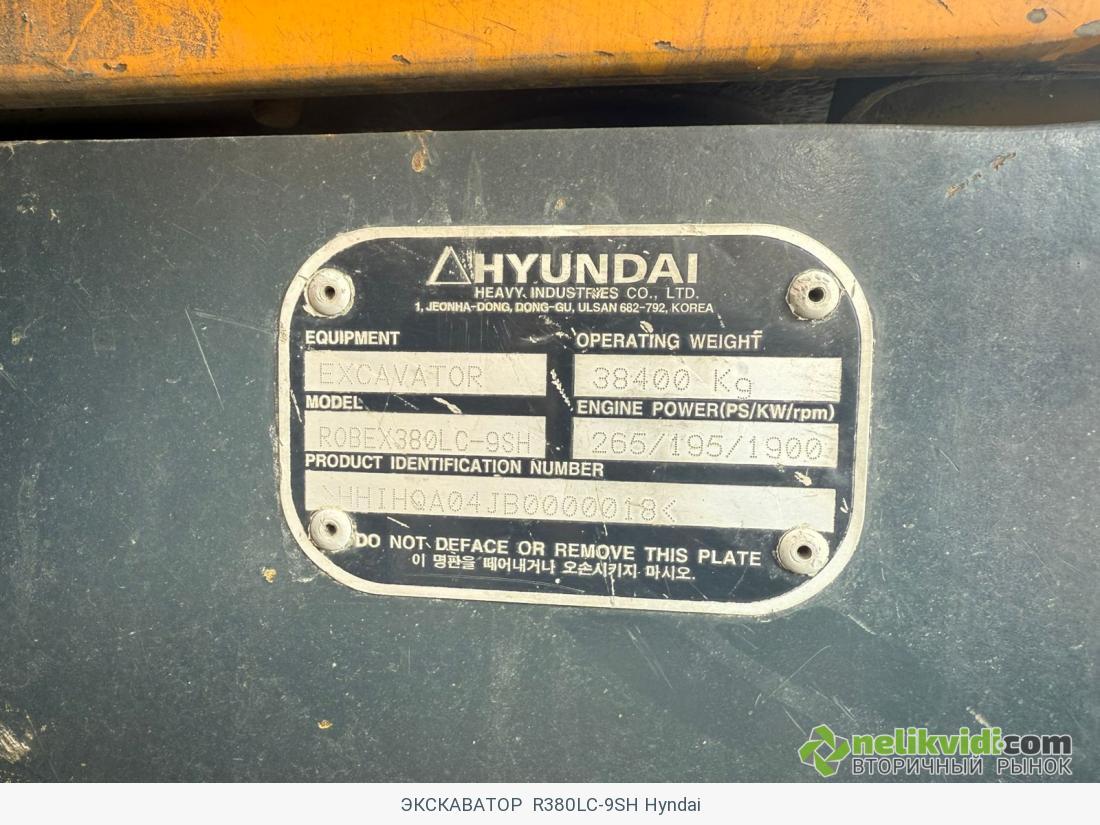 HYUNDAI
HEAVY INDUSTRIES CO., LTD.
1, JEONHA-DONG, DONG-GU, ULSAN 682-792, KOREA
EQUIPMENT
EXCAVATOR
OPERATING WEIGHT
38400 Kg
MODEL
ROBEX380LC-9SH
ENGINE POWER(PS/KW/rpm)
265/195/1900
PRODUCT IDENTIFICATION NUMBER
>HHIHQA04JB0000018<
DO NOT DEFACE OR REMOVE THIS PLATE
이 명판을 떼어내거나 오손시키지 마시오.
nelikvidi.com
ВТОРИЧНЫЙ РЫНОК
ЭКСКАВАТОР R380LC-9SH Hyndai